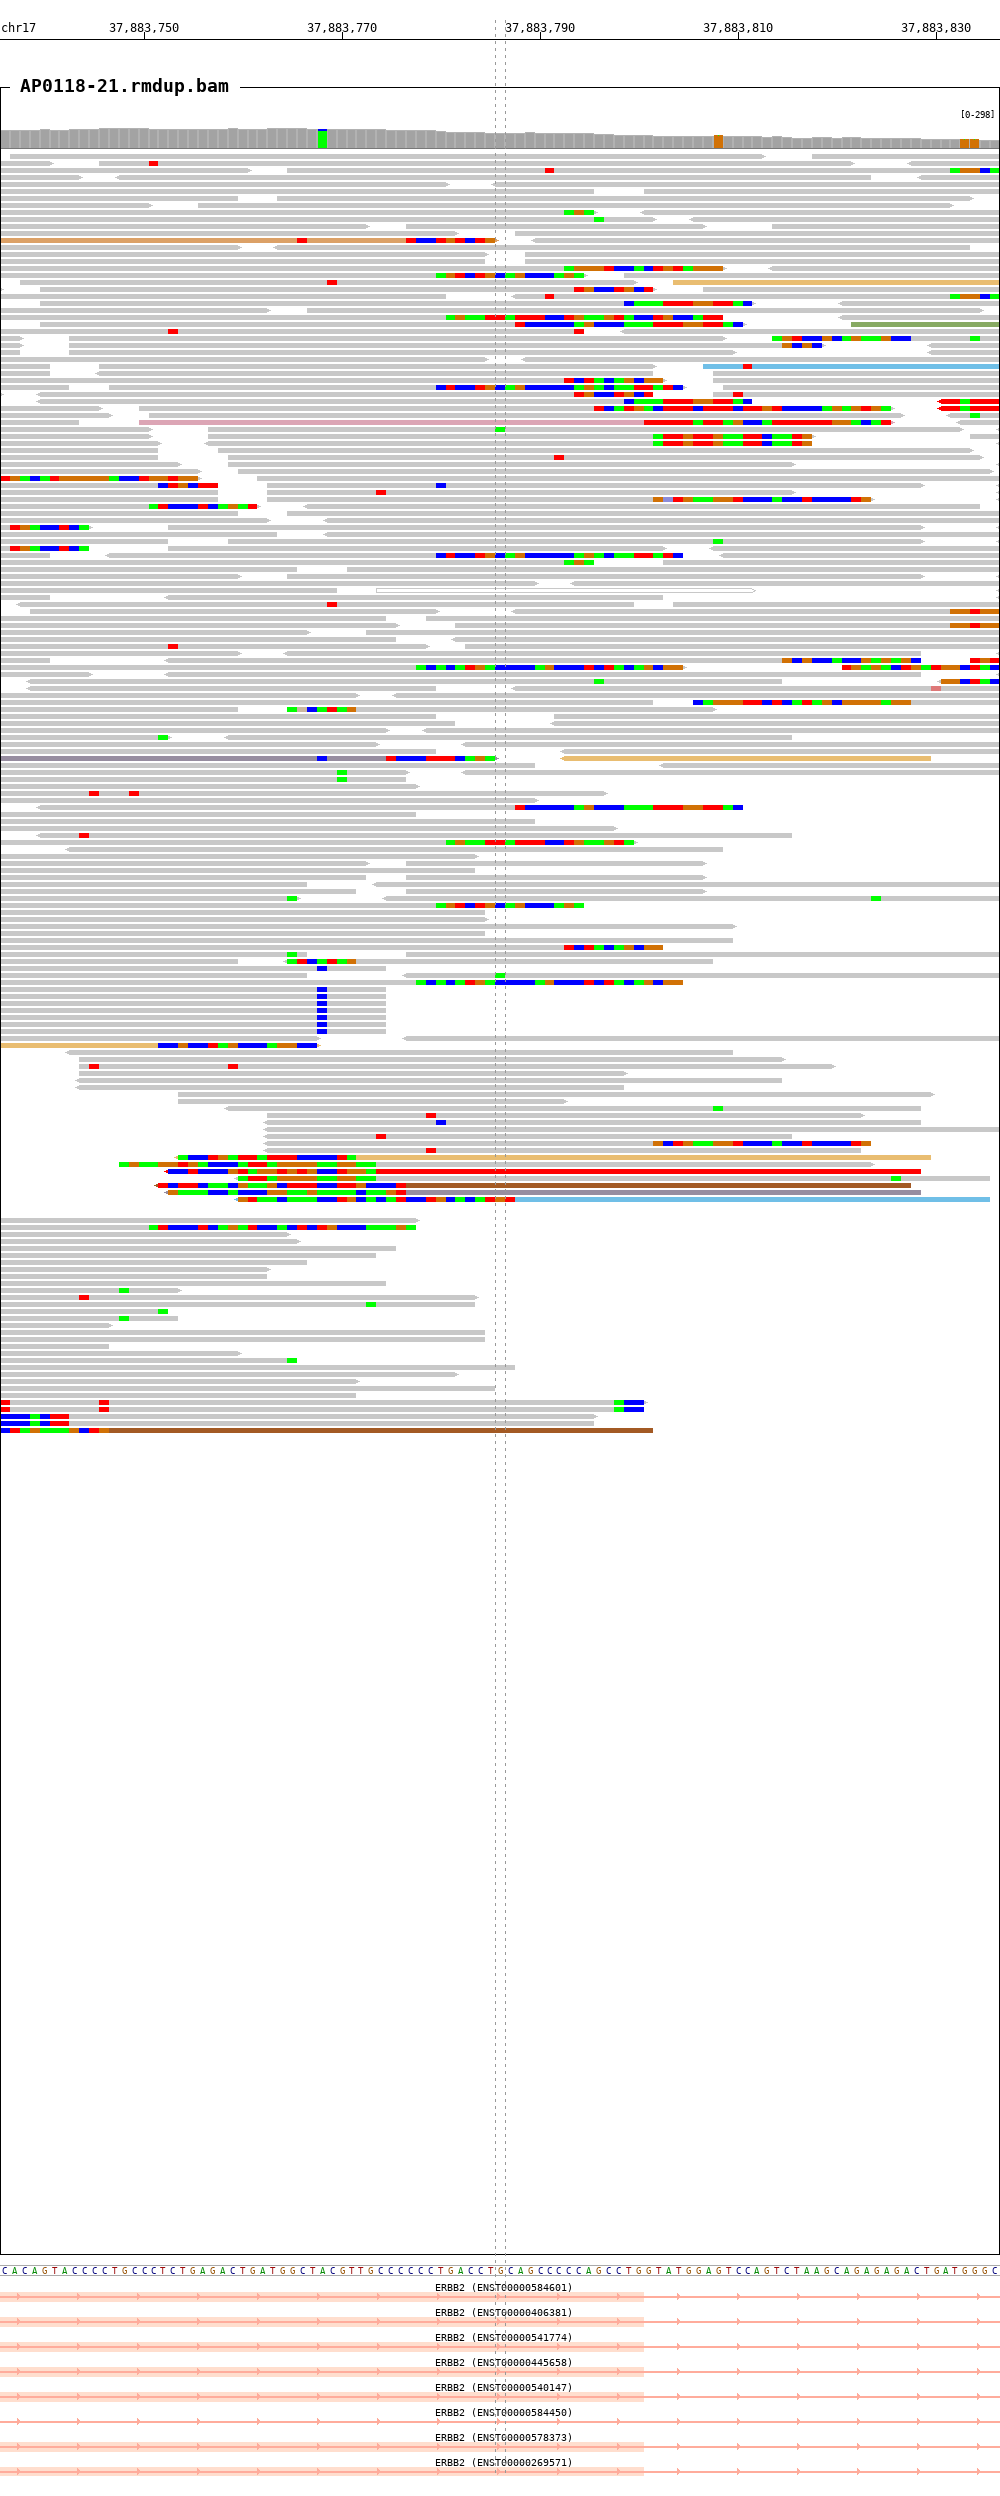 chr17 37,883,750 37,883,770 37,883,790 37,883,810 37,883,830
AP0118-21.rmdup.bam
[0-298]
CACAGTACCCCTGCCCTCTGAGACTGATGGCTACGTTGCCCCCCTGACCTGCAGCCCCCAGCCTGGTATGGAGTCCAGTCTAAGCAGAGAGACTGATGGGC
ERBB2 (ENST00000584601)
ERBB2 (ENST00000406381)
ERBB2 (ENST00000541774)
ERBB2 (ENST00000445658)
ERBB2 (ENST00000540147)
ERBB2 (ENST00000584450)
ERBB2 (ENST00000578373)
ERBB2 (ENST00000269571)